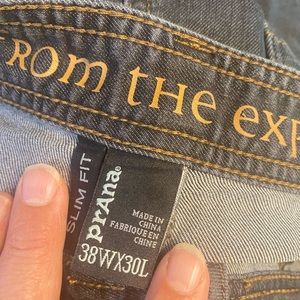 ROM tHE EXP
SLIM FIT
prAna®
MADE IN
CHINA
FABRIQUE EN
CHINE
38WX30L